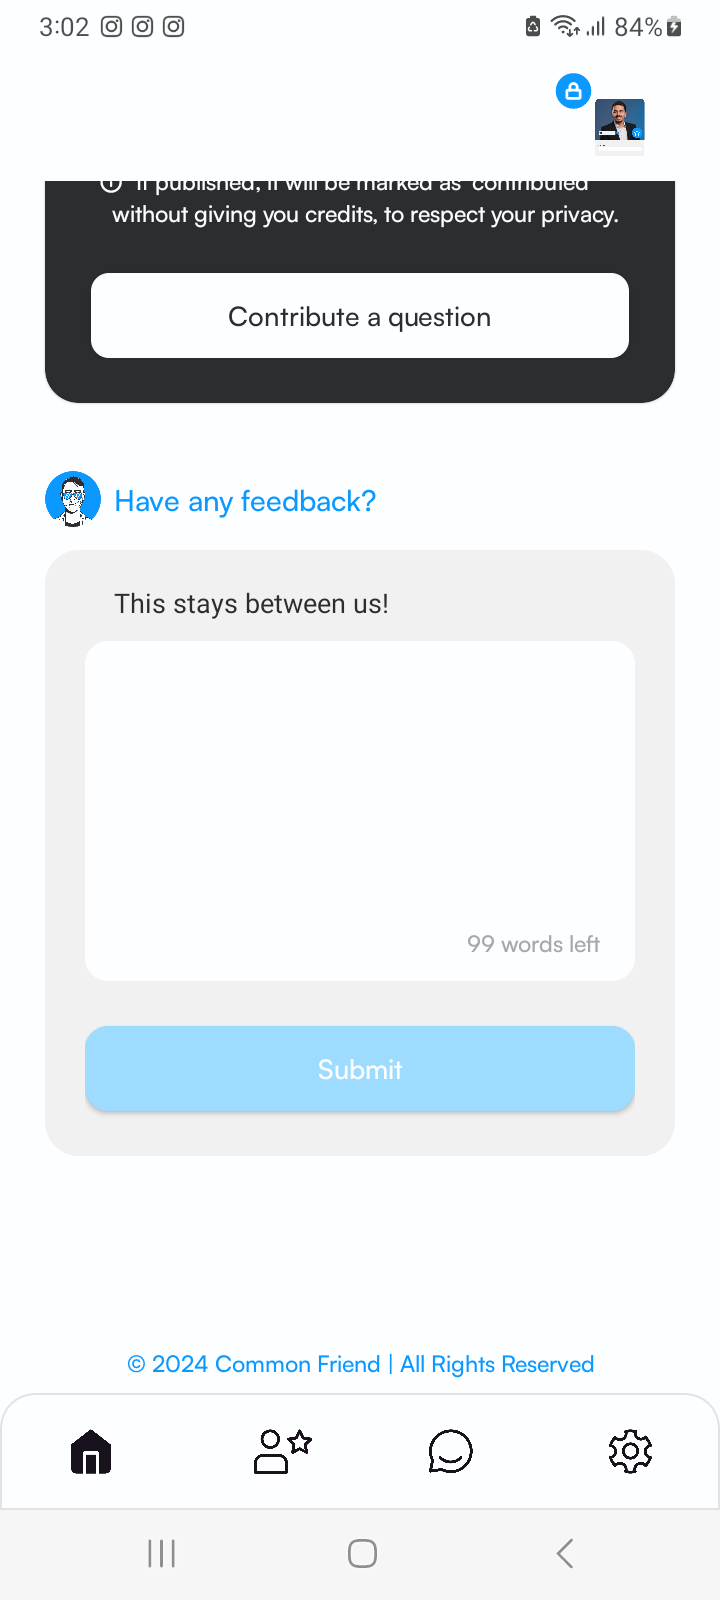 3:02
84%
If published, it will be marked as 'contributed'
without giving you credits, to respect your privacy.
Contribute a question
Have any feedback?
This stays between us!
99 words left
Submit
© 2024 Common Friend | All Rights Reserved